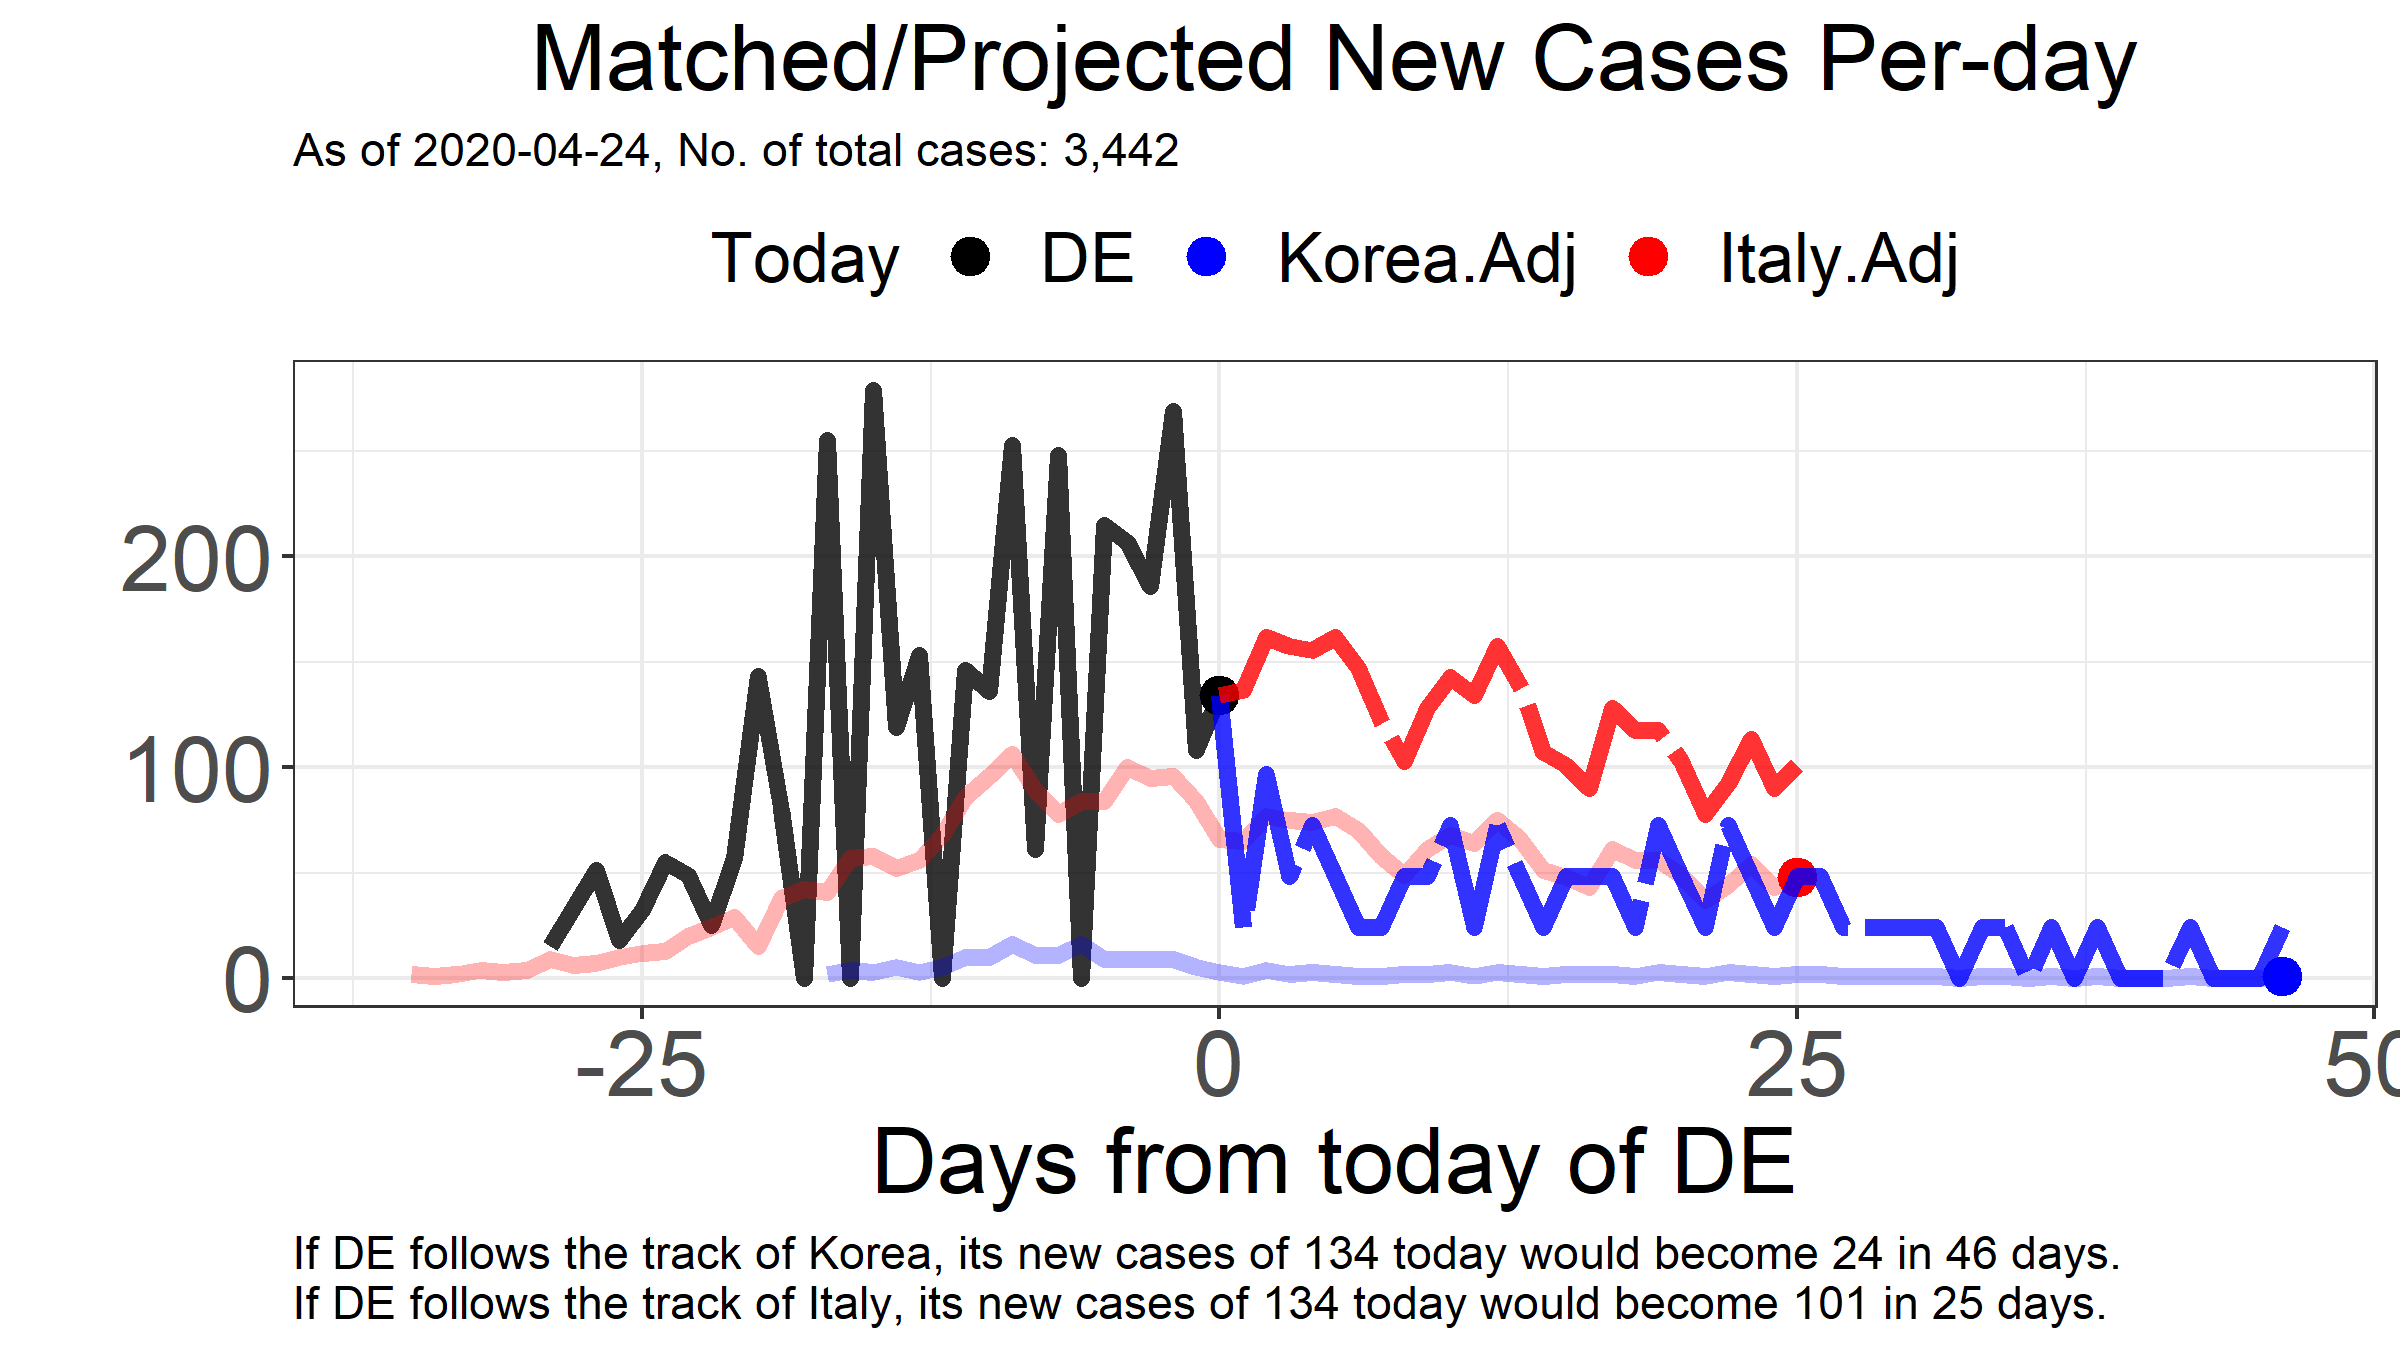 Matched/Projected New Cases Per-day
As of 2020-04-24, No. of total cases: 3,442
Today DE Korea.Adj Italy.Adj
200
100
0
-25 0 25 50
Days from today of DE
If DE follows the track of Korea, its new cases of 134 today would become 24 in 46 days.
If DE follows the track of Italy, its new cases of 134 today would become 101 in 25 days.